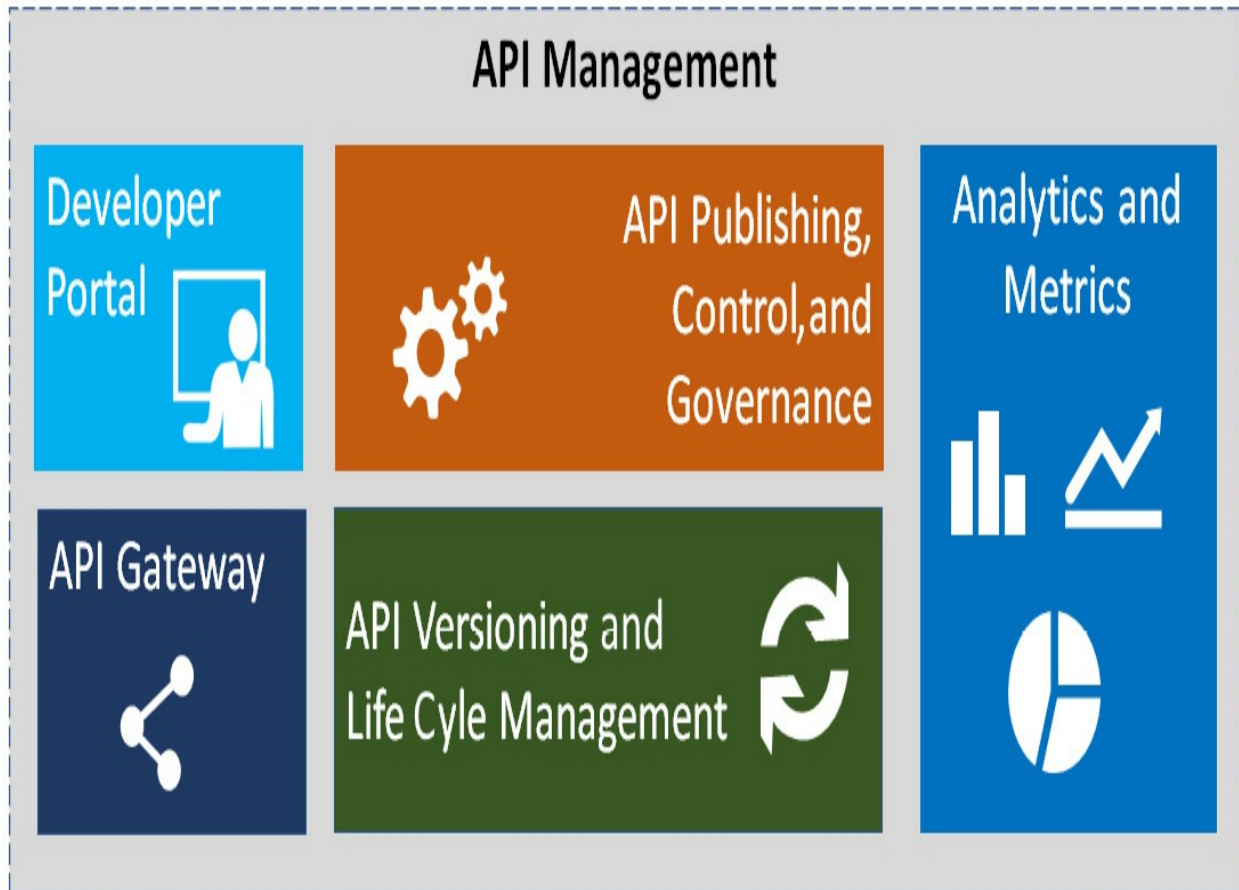 API Management
Developer
Portal
API Publishing,
Control,and
Governance
Analytics and
Metrics
API Gateway
API Versioning and
Life Cyle Management